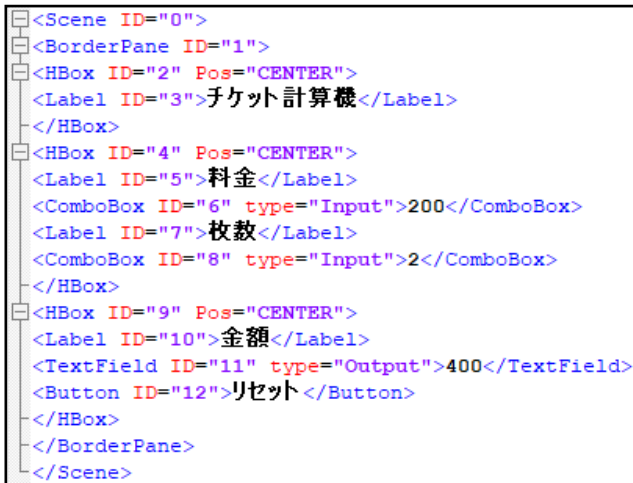 <Scene ID="0">
<BorderPane ID="1">
<HBox ID="2" Pos="CENTER">
<Label ID="3">チケット計算機</Label>
</HBox>
<HBox ID="4" Pos="CENTER">
<Label ID="5">料金</Label>
<ComboBox ID="6" type="Input">200</ComboBox>
<Label ID="7">枚数</Label>
<ComboBox ID="8" type="Input">2</ComboBox>
</HBox>
<HBox ID="9" Pos="CENTER">
<Label ID="10">金額</Label>
<TextField ID="11" type="Output">400</TextField>
<Button ID="12">リセット</Button>
</HBox>
</BorderPane>
</Scene>